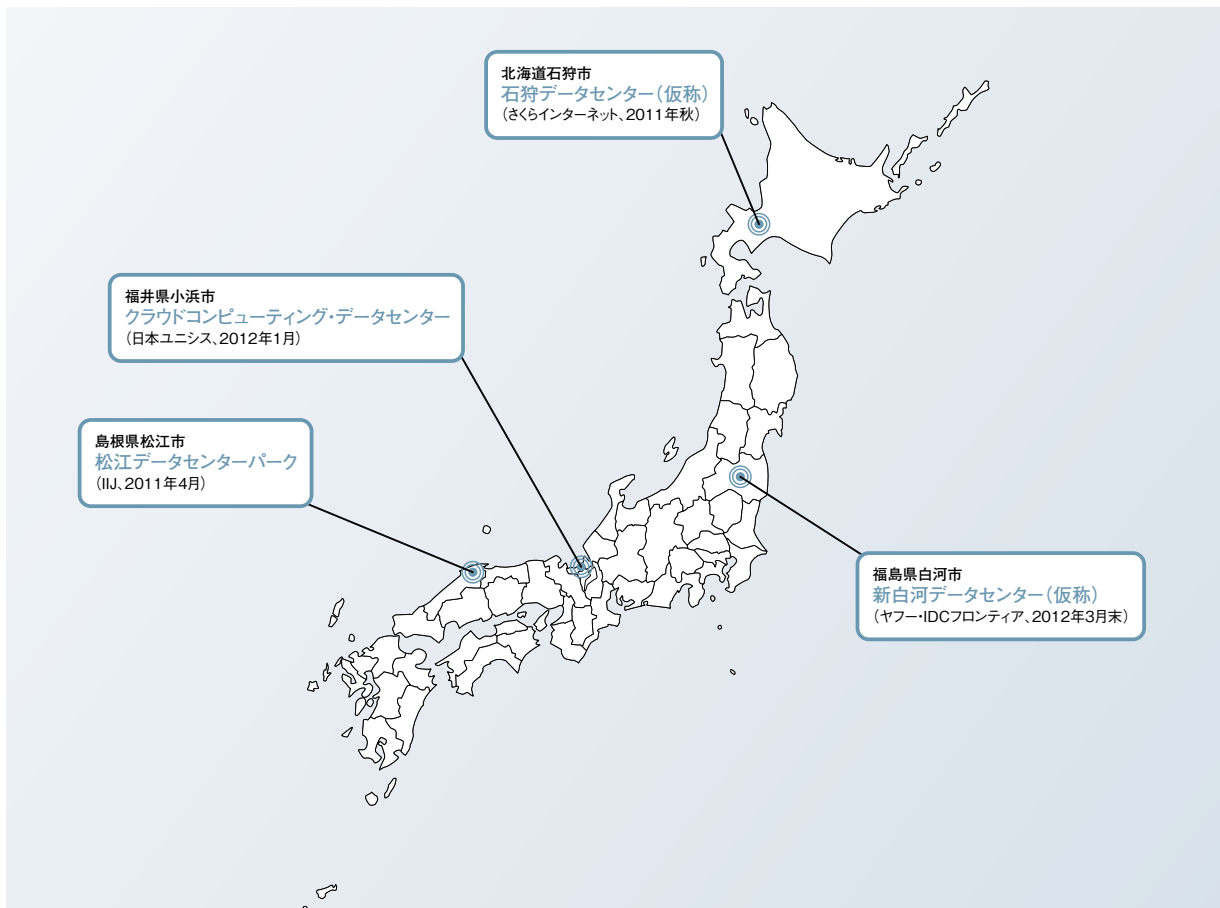 北海道石狩市
石狩データセンター（仮称）
（さくらインターネット、2011年秋）
福井県小浜市
クラウドコンピューティング・データセンター
（日本ユニシス、2012年1月）
島根県松江市
松江データセンターパーク
（IIJ、2011年4月）
福島県白河市
新白河データセンター（仮称）
（ヤフー・IDCフロンティア、2012年3月末）